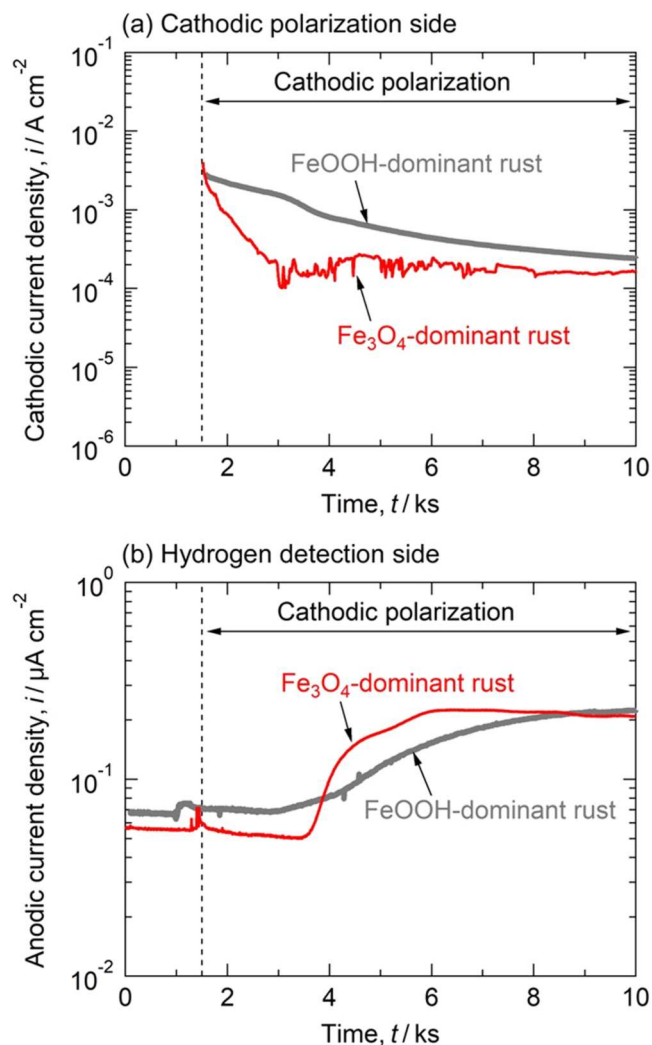 (a) Cathodic polarization side
Cathodic current density, i / A cm⁻²
10⁻¹
10⁻²
10⁻³
10⁻⁴
10⁻⁵
10⁻⁶
Cathodic polarization
FeOOH-dominant rust
Fe₃O₄-dominant rust
0 2 4 6 8 10
Time, t / ks
(b) Hydrogen detection side
Anodic current density, i / µA cm⁻²
10⁰
10⁻¹
10⁻²
Cathodic polarization
Fe₃O₄-dominant rust
FeOOH-dominant rust
0 2 4 6 8 10
Time, t / ks